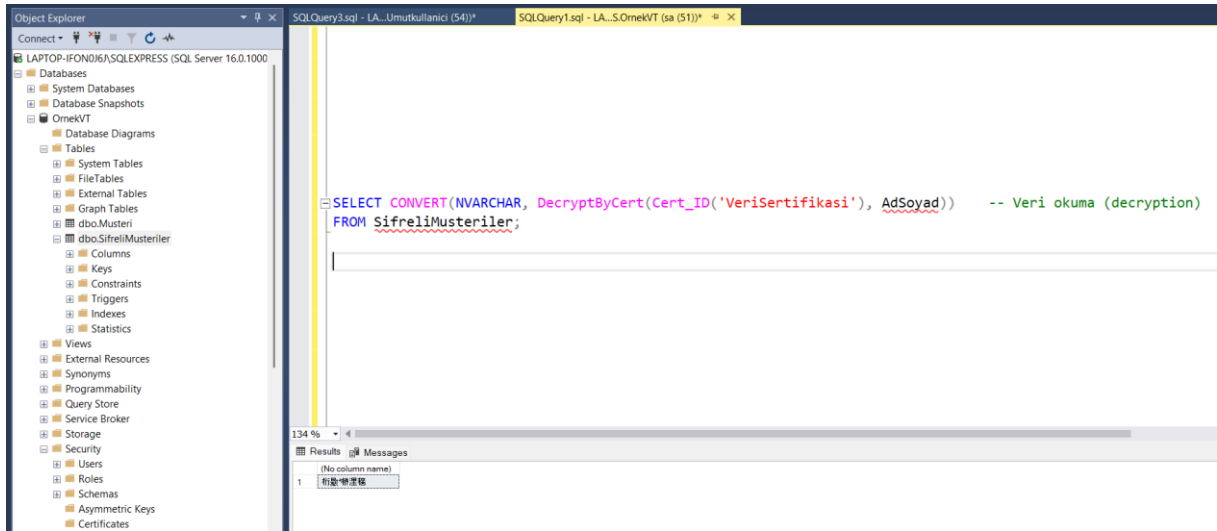 Object Explorer
SQLQuery3.sql - LA...Umutkullanici (54))*
SQLQuery1.sql - LA...S.OrnekVT (sa (51))*
Connect
LAPTOP-IFON0J6J\SQLEXPRESS (SQL Server 16.0.1000
Databases
System Databases
Database Snapshots
OrnekVT
Database Diagrams
Tables
System Tables
FileTables
External Tables
Graph Tables
dbo.Musteri
dbo.SifreliMusteriler
Columns
Keys
Constraints
Triggers
Indexes
Statistics
Views
External Resources
Synonyms
Programmability
Query Store
Service Broker
Storage
Security
Users
Roles
Schemas
Asymmetric Keys
Certificates
SELECT CONVERT(NVARCHAR, DecryptByCert(Cert_ID('VeriSertifikasi'), AdSoyad)) -- Veri okuma (decryption)
FROM SifreliMusteriler;
134 %
Results Messages
(No column name)
1